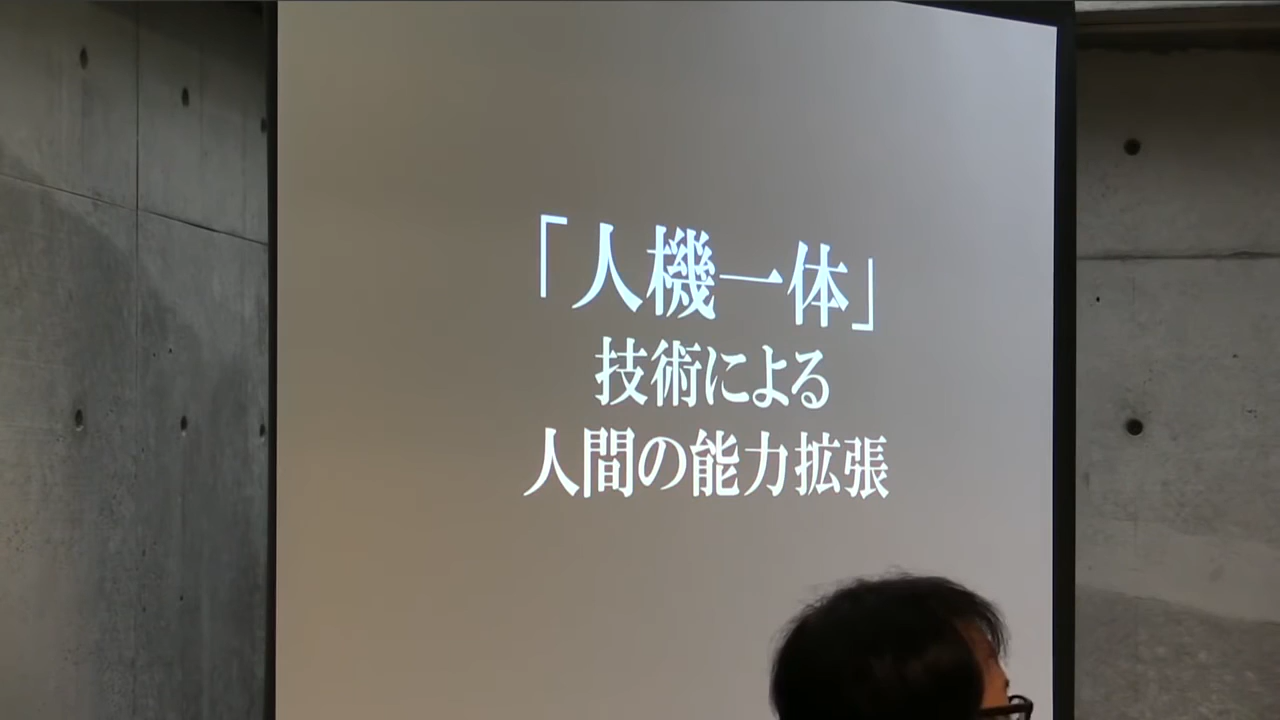 「人機一体」
技術による
人間の能力拡張